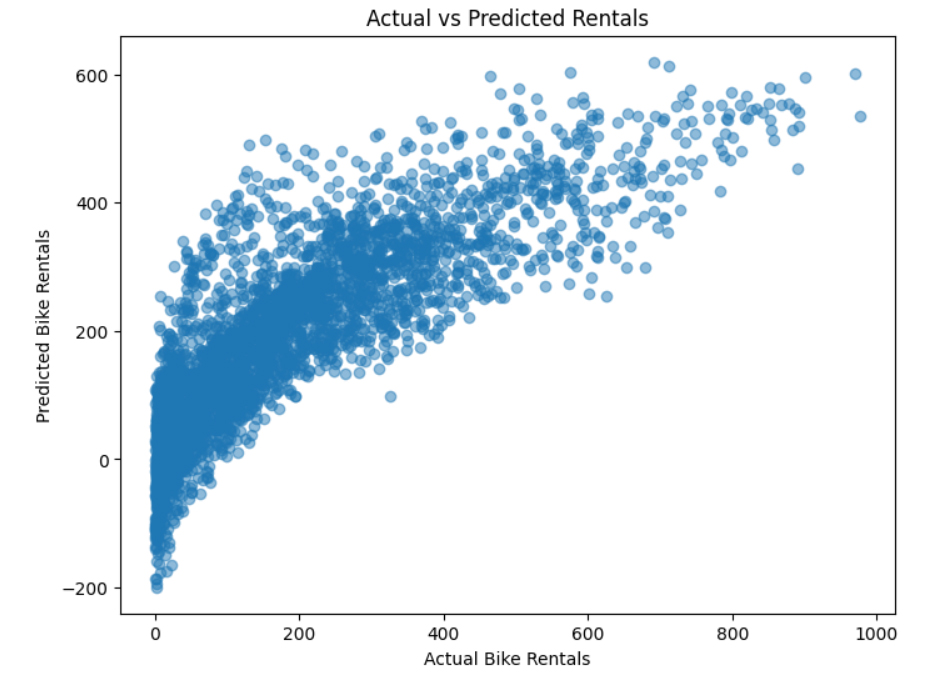 Actual vs Predicted Rentals
600
400
200
0
−200
Predicted Bike Rentals
0 200 400 600 800 1000
Actual Bike Rentals